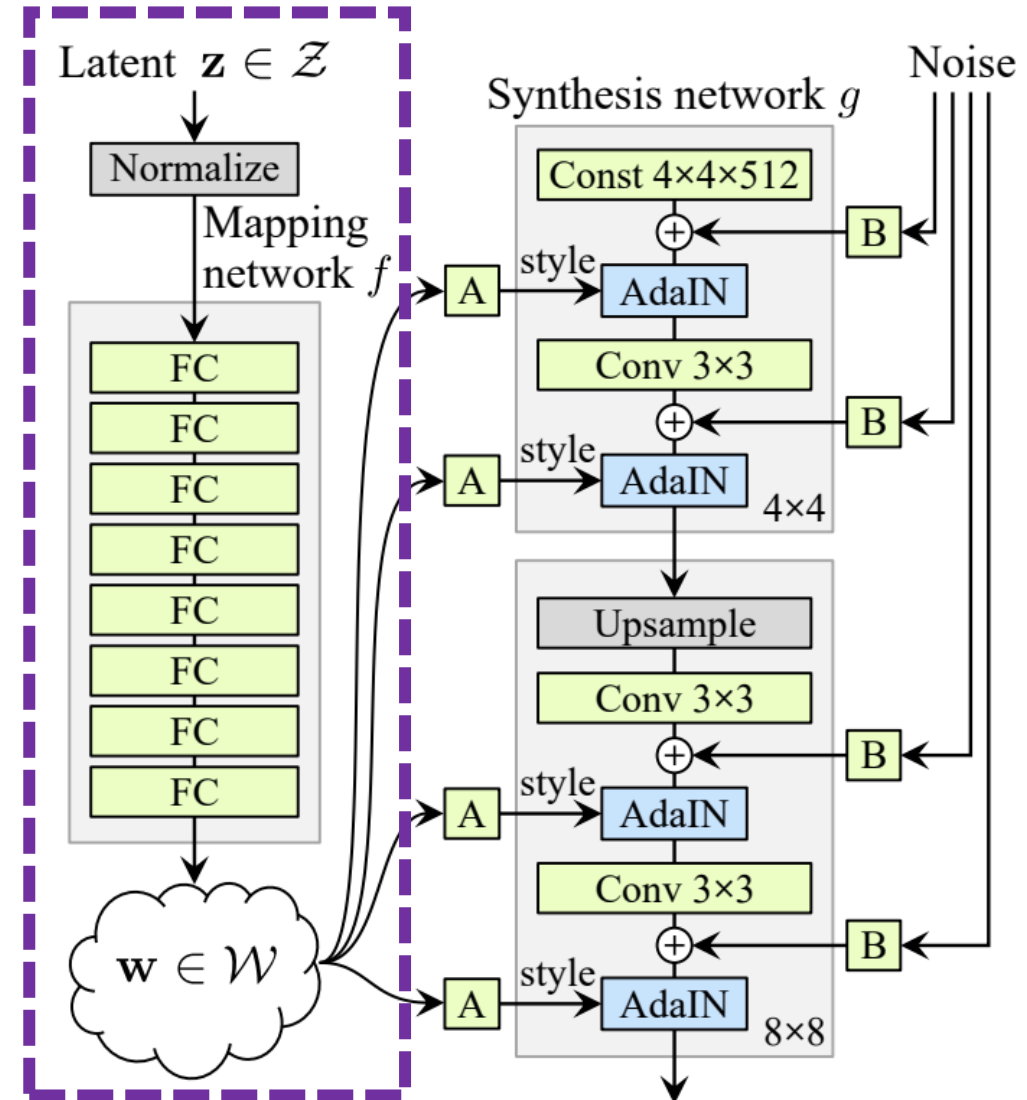 Latent z ∈ 𝒵
Normalize
Mapping
network f
FC
FC
FC
FC
FC
FC
FC
FC
w ∈ 𝒲
Synthesis network g
Noise
Const 4×4×512
B
A
style
AdaIN
Conv 3×3
B
A
style
AdaIN
4×4
Upsample
Conv 3×3
B
A
style
AdaIN
Conv 3×3
B
A
style
AdaIN
8×8